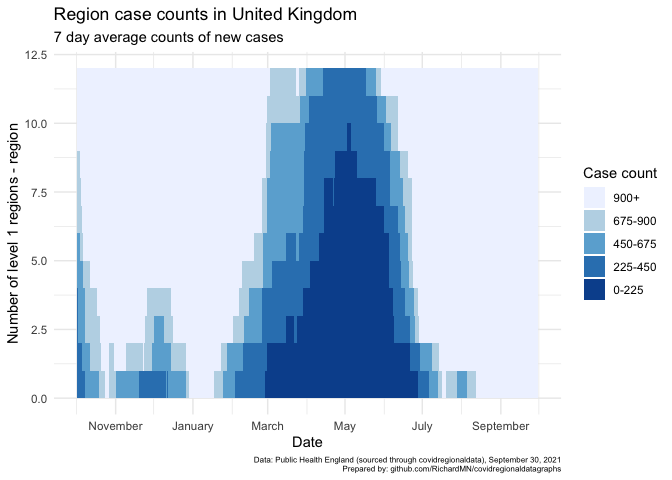 Region case counts in United Kingdom
7 day average counts of new cases
Number of level 1 regions - region
12.5
10.0
7.5
5.0
2.5
0.0
November
January
March
May
July
September
Date
Case count
900+
675-900
450-675
225-450
0-225
Data: Public Health England (sourced through covidregionaldata), September 30, 2021
Prepared by: github.com/RichardMN/covidregionaldatagraphs